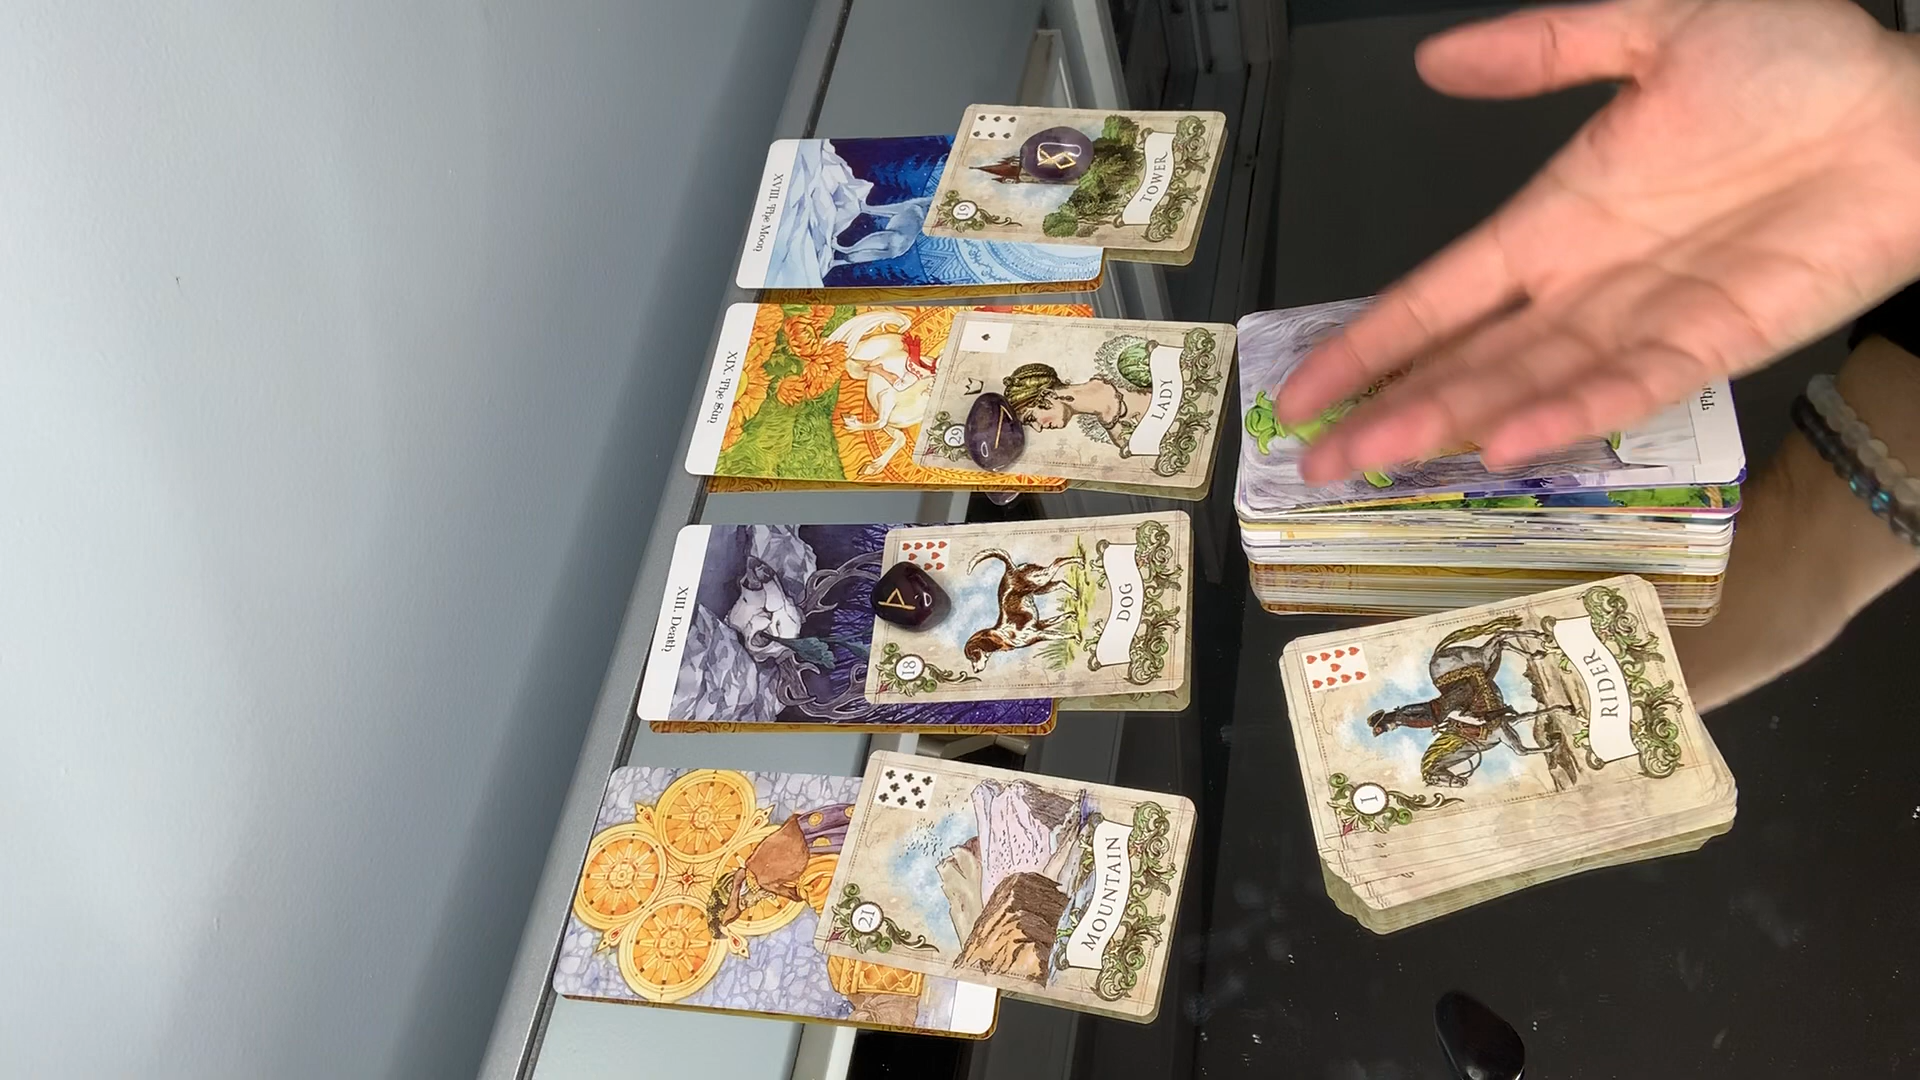 XVIII. The Moon
19
TOWER
XIX. The Sun
29
LADY
XIII. Death
18
DOG
21
MOUNTAIN
1
RIDER